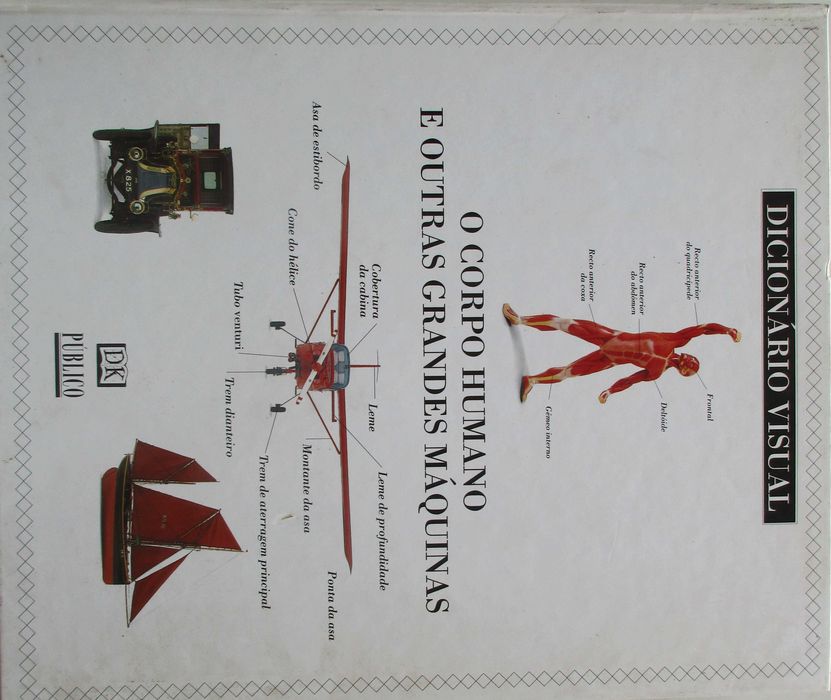 DICIONÁRIO VISUAL
Recto anterior
do quadricípede
Frontal
Recto anterior
do abdómen
Deltóide
Recto anterior
da coxa
Gémeo interno
O CORPO HUMANO
E OUTRAS GRANDES MÁQUINAS
Cobertura
da cabina
Leme
Leme de profundidade
Asa de estibordo
Ponta da asa
Cone do hélice
Montante da asa
Tubo venturi
Trem de aterragem principal
Trem dianteiro
X 825
DK
PÚBLICO